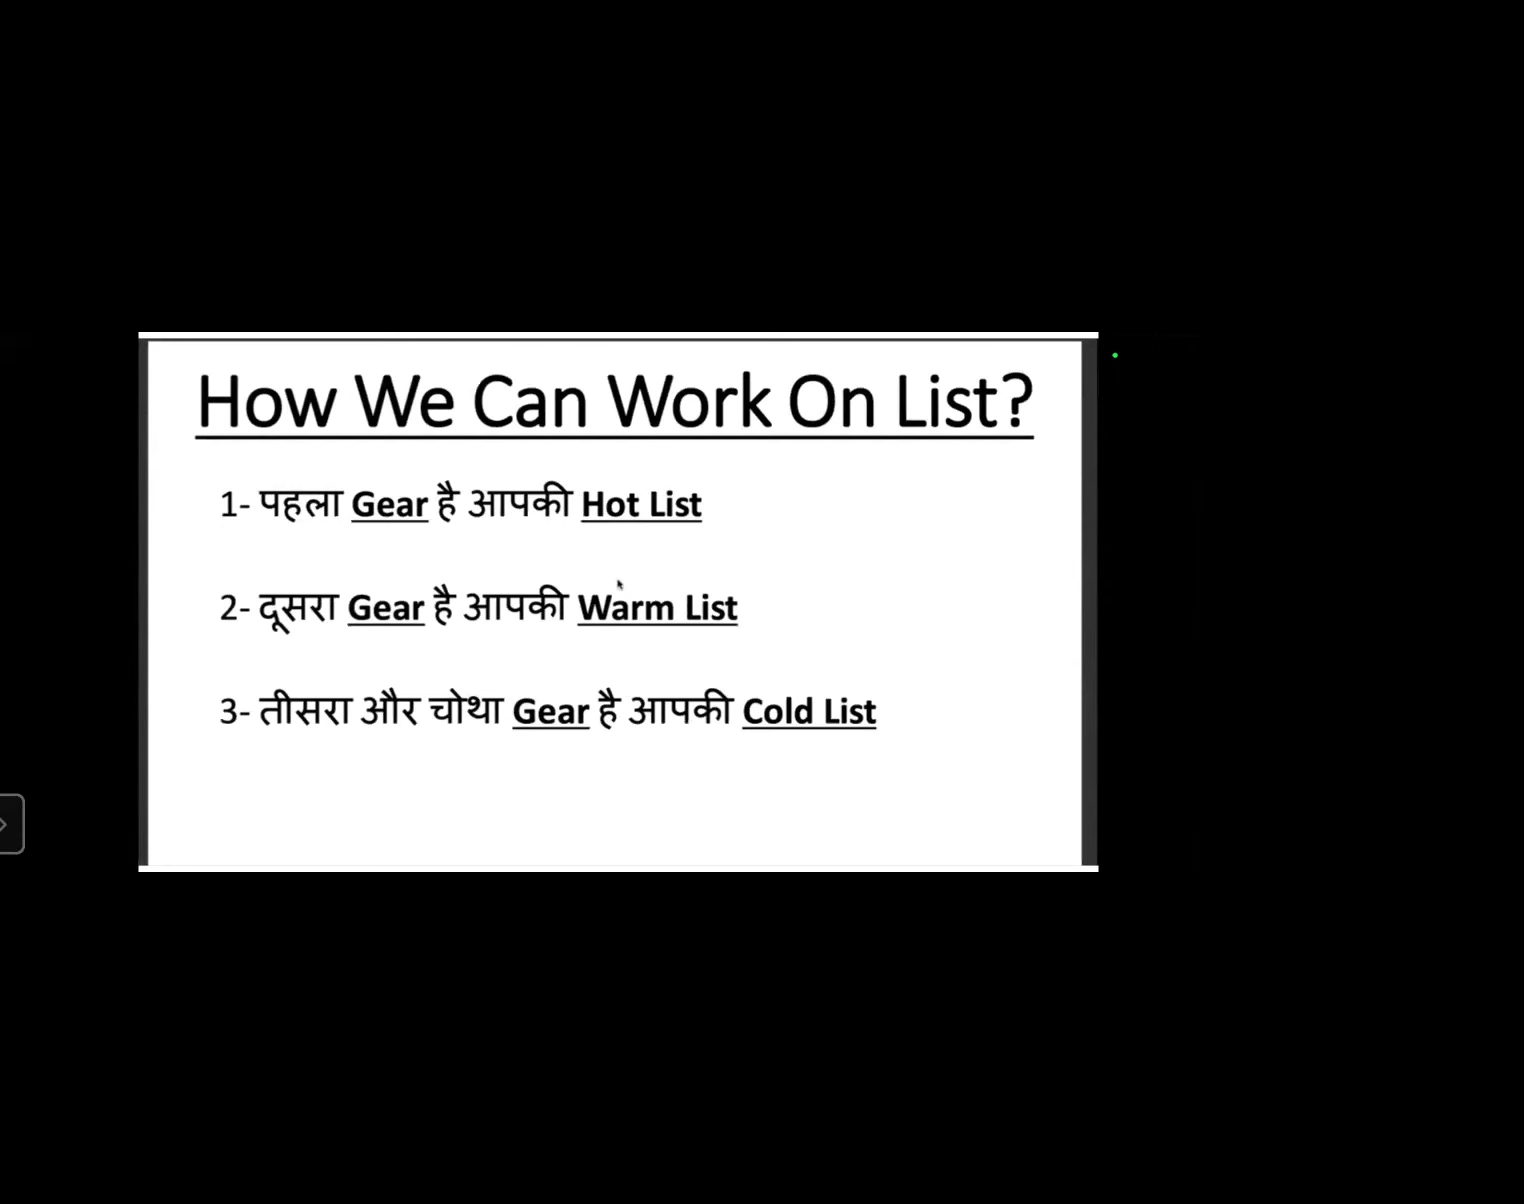 How We Can Work On List?
1- पहला Gear है आपकी Hot List
2- दूसरा Gear है आपकी Warm List
3- तीसरा और चोथा Gear है आपकी Cold List